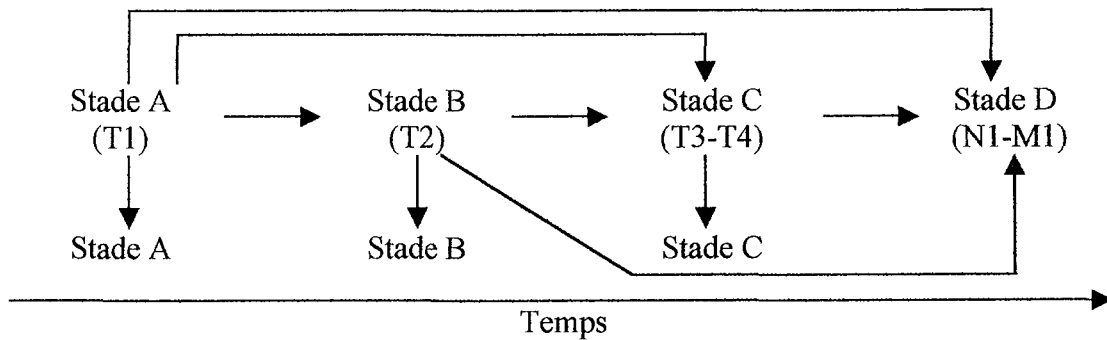 Stade A
(T1)
Stade B
(T2)
Stade C
(T3-T4)
Stade D
(N1-M1)
Stade A
Stade B
Stade C
Temps